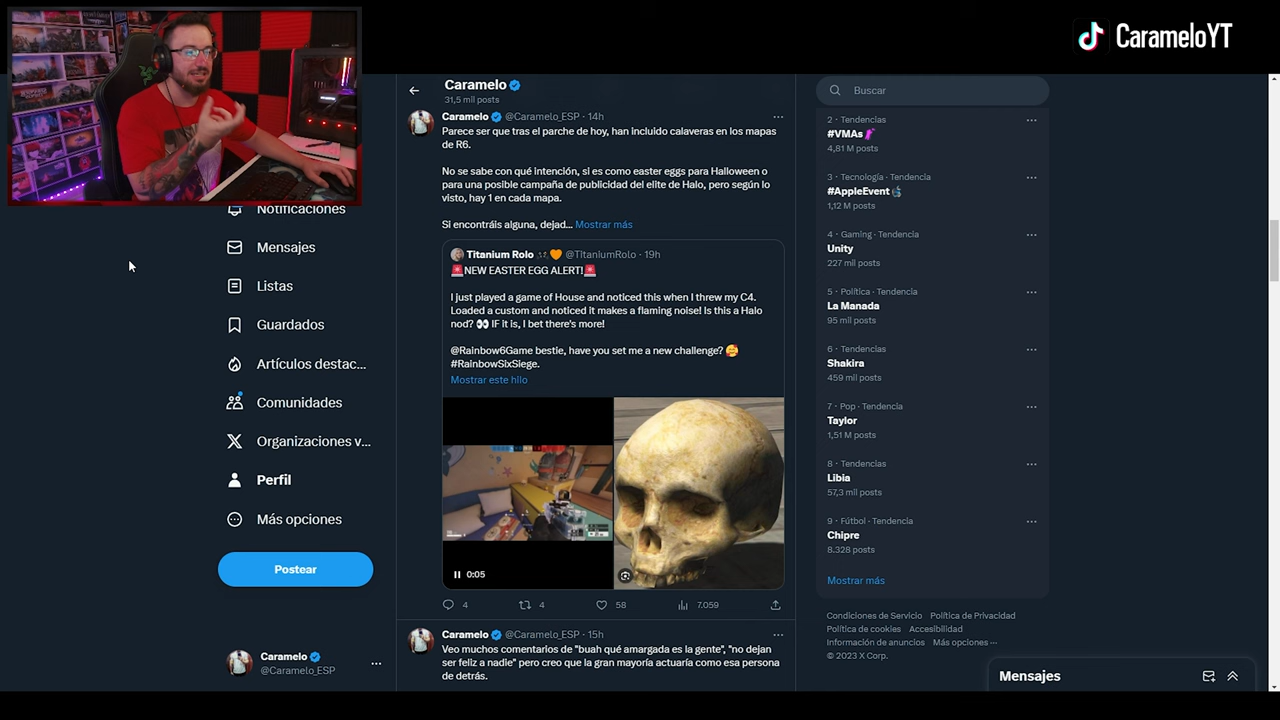 CarameloYT
Caramelo
31,5 mil posts
Notificaciones
Mensajes
Listas
Guardados
Artículos destac...
Comunidades
Organizaciones v...
Perfil
Más opciones
Postear
Caramelo
@Caramelo_ESP
Caramelo @Caramelo_ESP · 14h
Parece ser que tras el parche de hoy, han incluido calaveras en los mapas
de R6.
No se sabe con qué intención, si es como easter eggs para Halloween o
para una posible campaña de publicidad del elite de Halo, pero según lo
visto, hay 1 en cada mapa.
Si encontráis alguna, dejad... Mostrar más
Titanium Rolo @TitaniumRolo · 19h
NEW EASTER EGG ALERT!
I just played a game of House and noticed this when I threw my C4.
Loaded a custom and noticed it makes a flaming noise! Is this a Halo
nod? IF it is, I bet there's more!
@Rainbow6Game bestie, have you set me a new challenge?
#RainbowSixSiege.
Mostrar este hilo
0:05
4
4
58
7.059
Caramelo @Caramelo_ESP · 15h
Veo muchos comentarios de "buah qué amargada es la gente", "no dejan
ser feliz a nadie" pero creo que la gran mayoría actuaría como esa persona
de detrás.
Buscar
2 · Tendencias
#VMAs
4,81 M posts
3 · Tecnología · Tendencia
#AppleEvent
1,12 M posts
4 · Gaming · Tendencia
Unity
227 mil posts
5 · Política · Tendencia
La Manada
95 mil posts
6 · Tendencias
Shakira
459 mil posts
7 · Pop · Tendencia
Taylor
1,51 M posts
8 · Tendencias
Libia
57,3 mil posts
9 · Fútbol · Tendencia
Chipre
8.328 posts
Mostrar más
Condiciones de Servicio Política de Privacidad
Política de cookies Accesibilidad
Información de anuncios Más opciones ···
© 2023 X Corp.
Mensajes